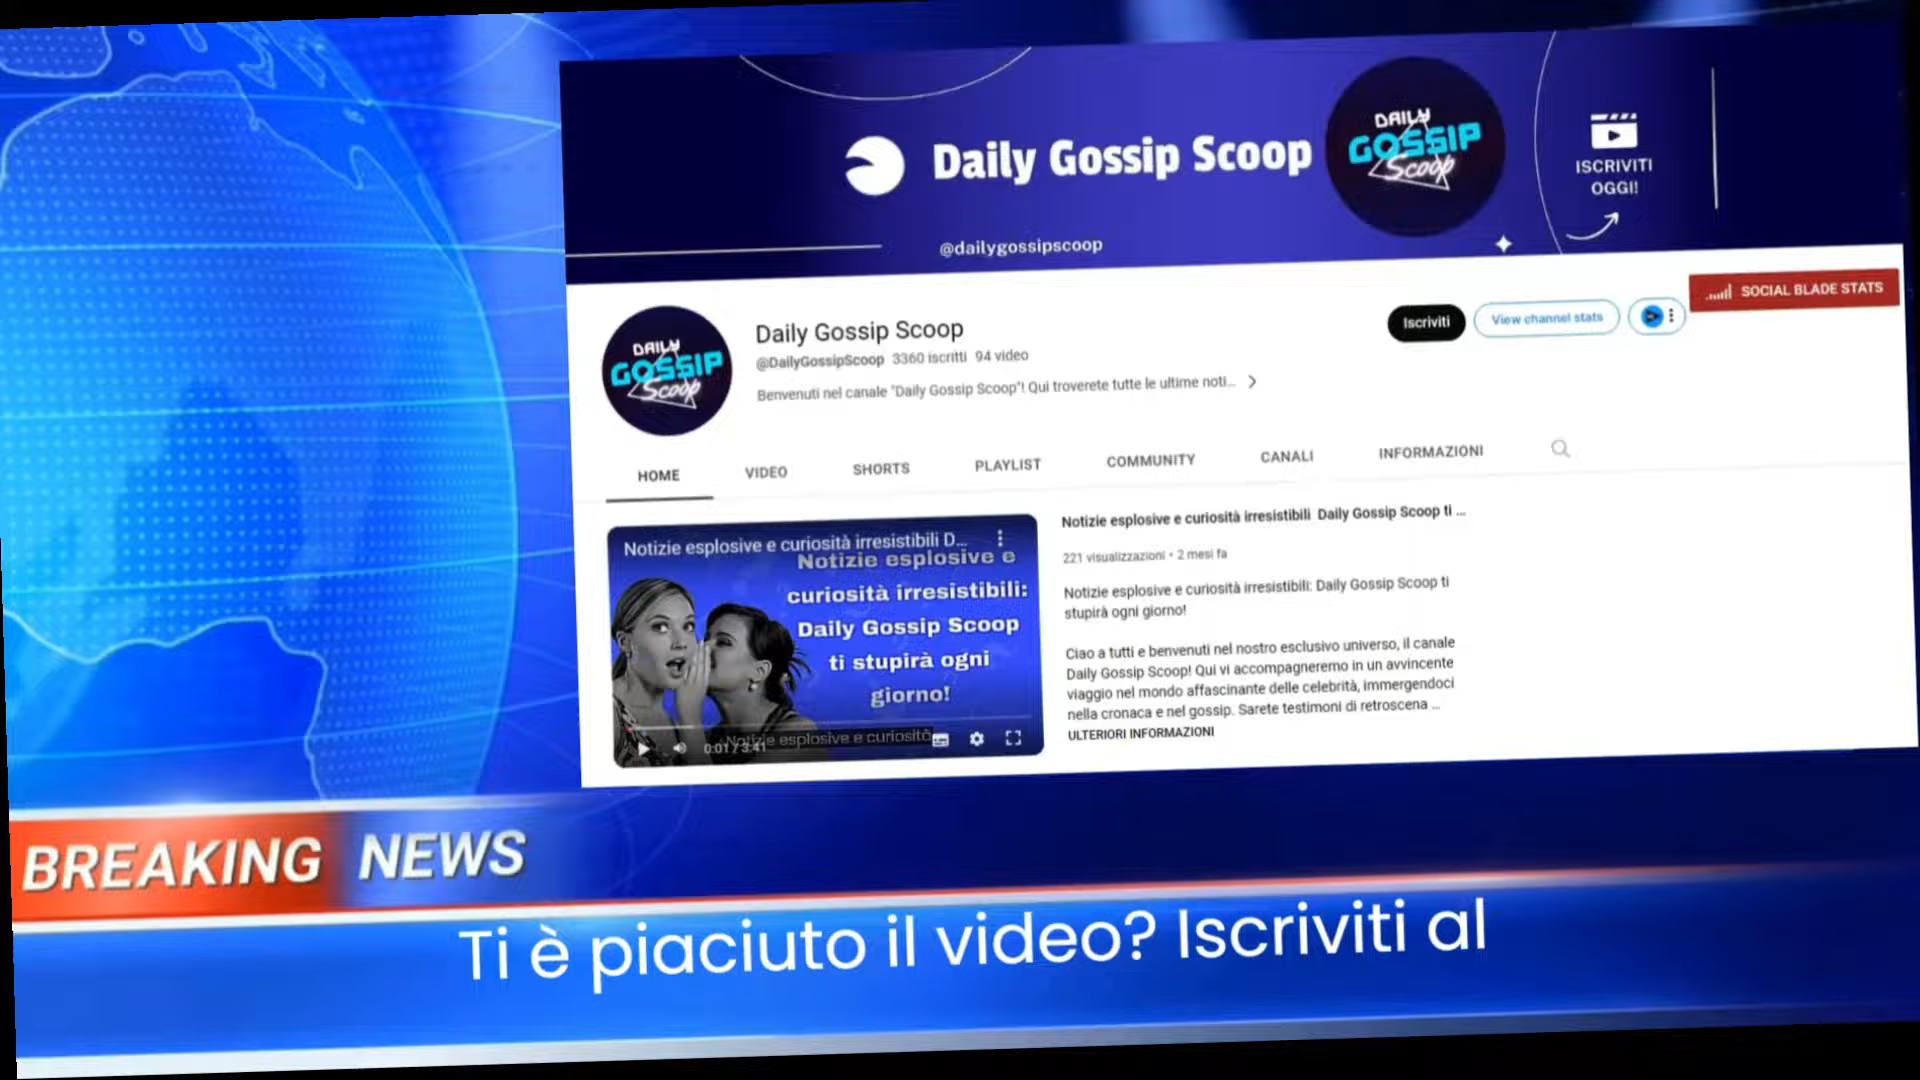 Daily Gossip Scoop
DAILY
GOSSIP
Scoop
ISCRIVITI
OGGI!
@dailygossipscoop
SOCIAL BLADE STATS
DAILY
GOSSIP
Scoop
Daily Gossip Scoop
@DailyGossipScoop 3360 iscritti 94 video
Benvenuti nel canale "Daily Gossip Scoop"! Qui troverete tutte le ultime noti...
Iscriviti
View channel stats
HOME
VIDEO
SHORTS
PLAYLIST
COMMUNITY
CANALI
INFORMAZIONI
Notizie esplosive e curiosità irresistibili D...
Notizie esplosive e
curiosità irresistibili:
Daily Gossip Scoop
ti stupirà ogni
giorno!
Notizie esplosive e curiosità
0:01 / 3:41
Notizie esplosive e curiosità irresistibili Daily Gossip Scoop ti ...
221 visualizzazioni • 2 mesi fa
Notizie esplosive e curiosità irresistibili: Daily Gossip Scoop ti
stupirà ogni giorno!
Ciao a tutti e benvenuti nel nostro esclusivo universo, il canale
Daily Gossip Scoop! Qui vi accompagneremo in un avvincente
viaggio nel mondo affascinante delle celebrità, immergendoci
nella cronaca e nel gossip. Sarete testimoni di retroscena ...
ULTERIORI INFORMAZIONI
BREAKING NEWS
Ti è piaciuto il video? Iscriviti al